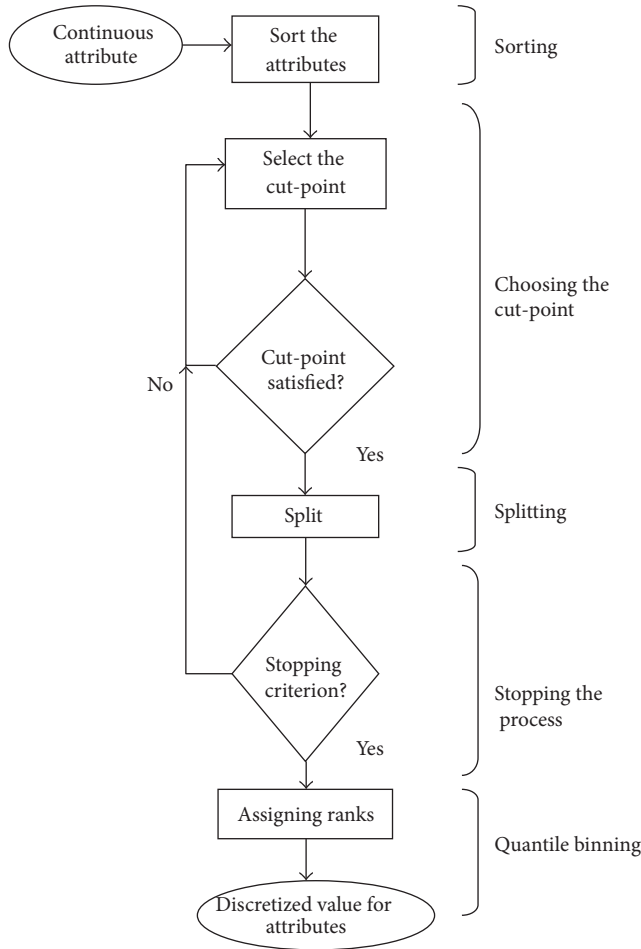 Continuous
attribute
Sort the
attributes
Sorting
Select the
cut-point
Choosing the
cut-point
Cut-point
satisfied?
No
Yes
Split
Splitting
Stopping
criterion?
Stopping the
process
Yes
Assigning ranks
Quantile binning
Discretized value for
attributes